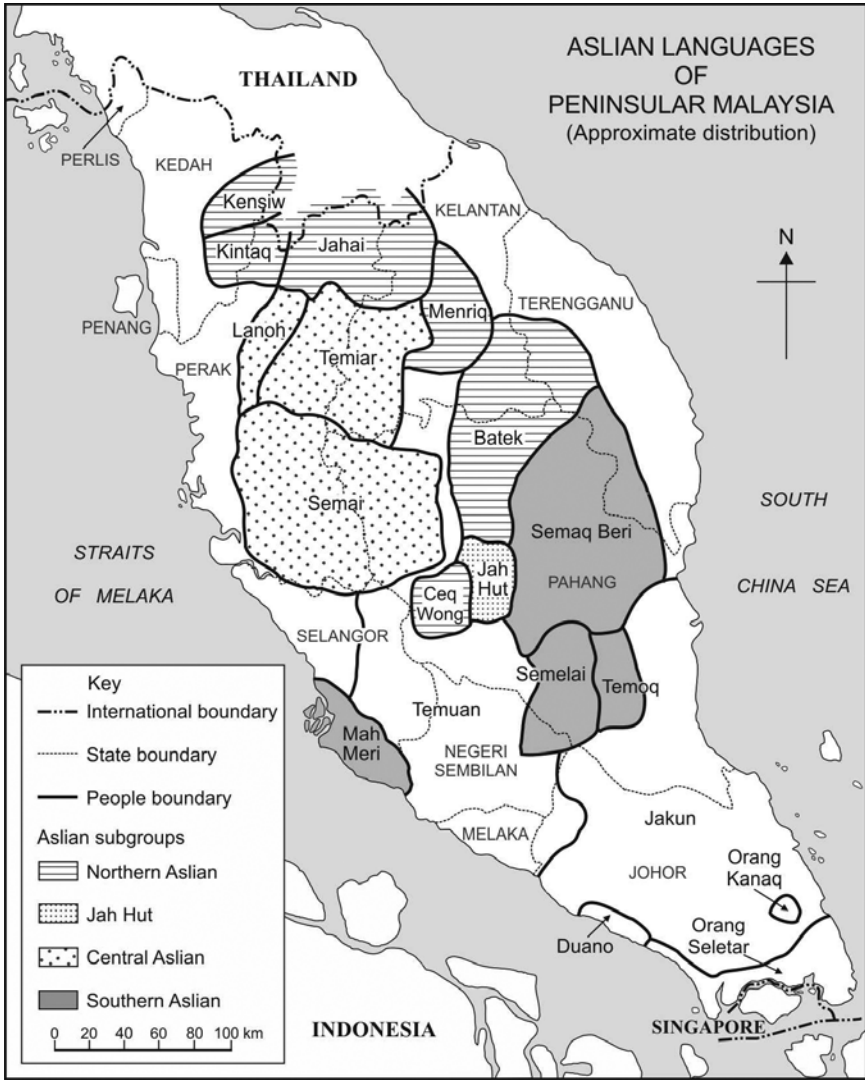 ASLIAN LANGUAGES
OF
PENINSULAR MALAYSIA
(Approximate distribution)
THAILAND
PERLIS
KEDAH
Kensiw
KELANTAN
Kintaq
Jahai
N
TERENGGANU
PENANG
Menriq
Lanoh
Temiar
PERAK
Batek
Semai
SOUTH
CHINA SEA
Semaq Beri
STRAITS
OF MELAKA
Jah
Hut
PAHANG
Ceq
Wong
SELANGOR
Semelai
Temoq
Temuan
Mah
Meri
NEGERI
SEMBILAN
Jakun
MELAKA
JOHOR
Orang
Kanaq
Orang
Seletar
Duano
INDONESIA
SINGAPORE
Key
International boundary
State boundary
People boundary
Aslian subgroups
Northern Aslian
Jah Hut
Central Aslian
Southern Aslian
0 20 40 60 80 100 km